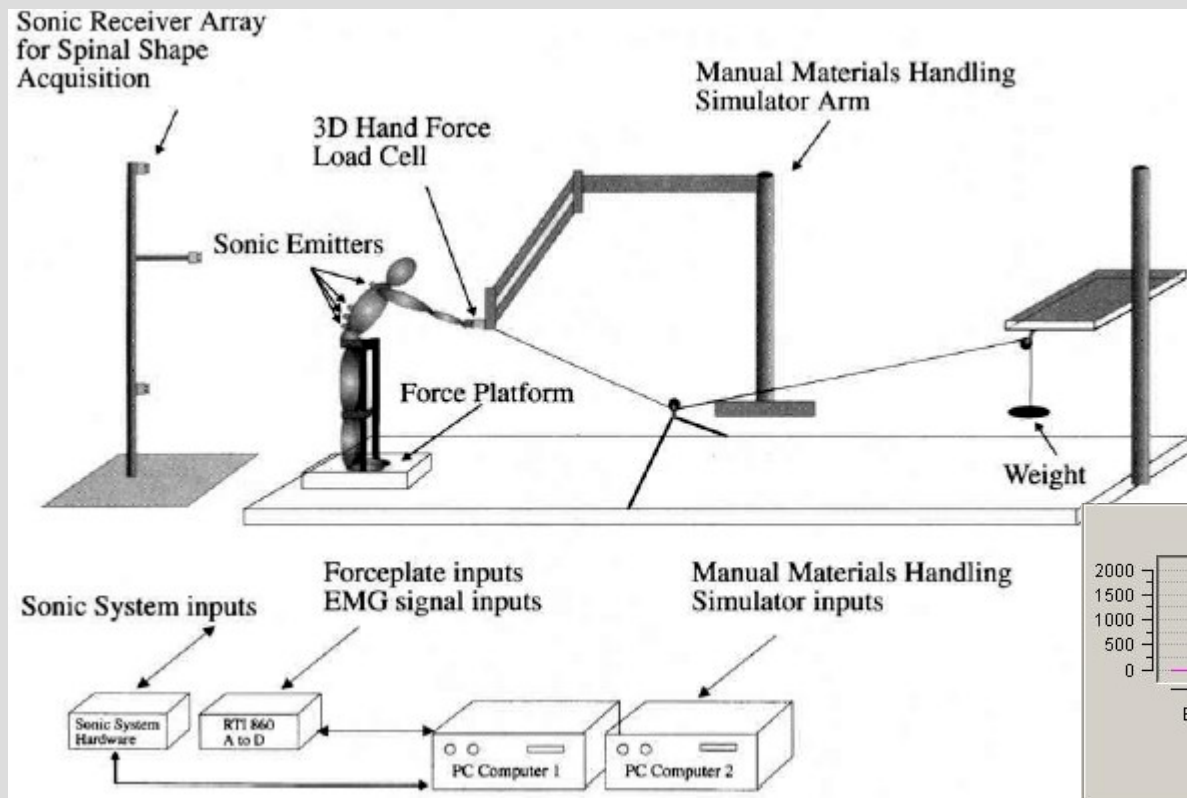 Sonic Receiver Array
for Spinal Shape
Acquisition
3D Hand Force
Load Cell
Manual Materials Handling
Simulator Arm
Sonic Emitters
Force Platform
Weight
Sonic System inputs
Forceplate inputs
EMG signal inputs
Manual Materials Handling
Simulator inputs
Sonic System
Hardware
RTI 860
A to D
PC Computer 1
PC Computer 2
2000
1500
1000
500
0